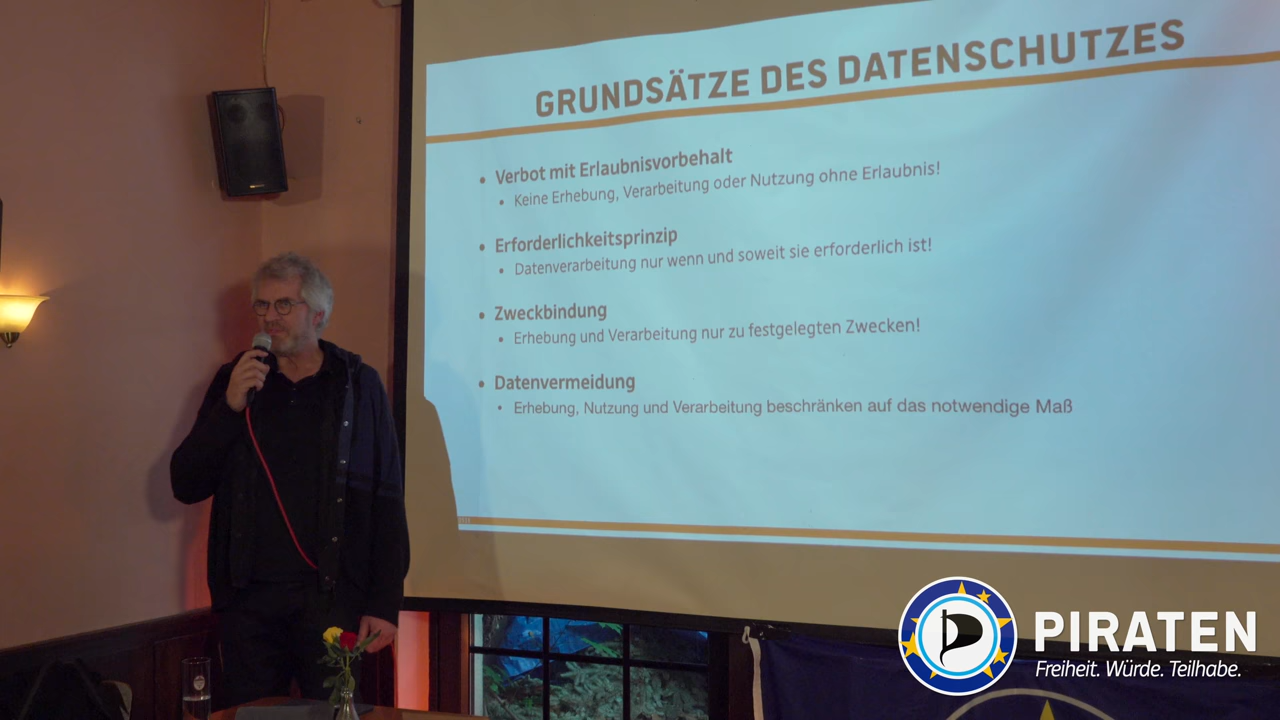 GRUNDSÄTZE DES DATENSCHUTZES
• Verbot mit Erlaubnisvorbehalt
• Keine Erhebung, Verarbeitung oder Nutzung ohne Erlaubnis!
• Erforderlichkeitsprinzip
• Datenverarbeitung nur wenn und soweit sie erforderlich ist!
• Zweckbindung
• Erhebung und Verarbeitung nur zu festgelegten Zwecken!
• Datenvermeidung
• Erhebung, Nutzung und Verarbeitung beschränken auf das notwendige Maß
PIRATEN
Freiheit. Würde. Teilhabe.